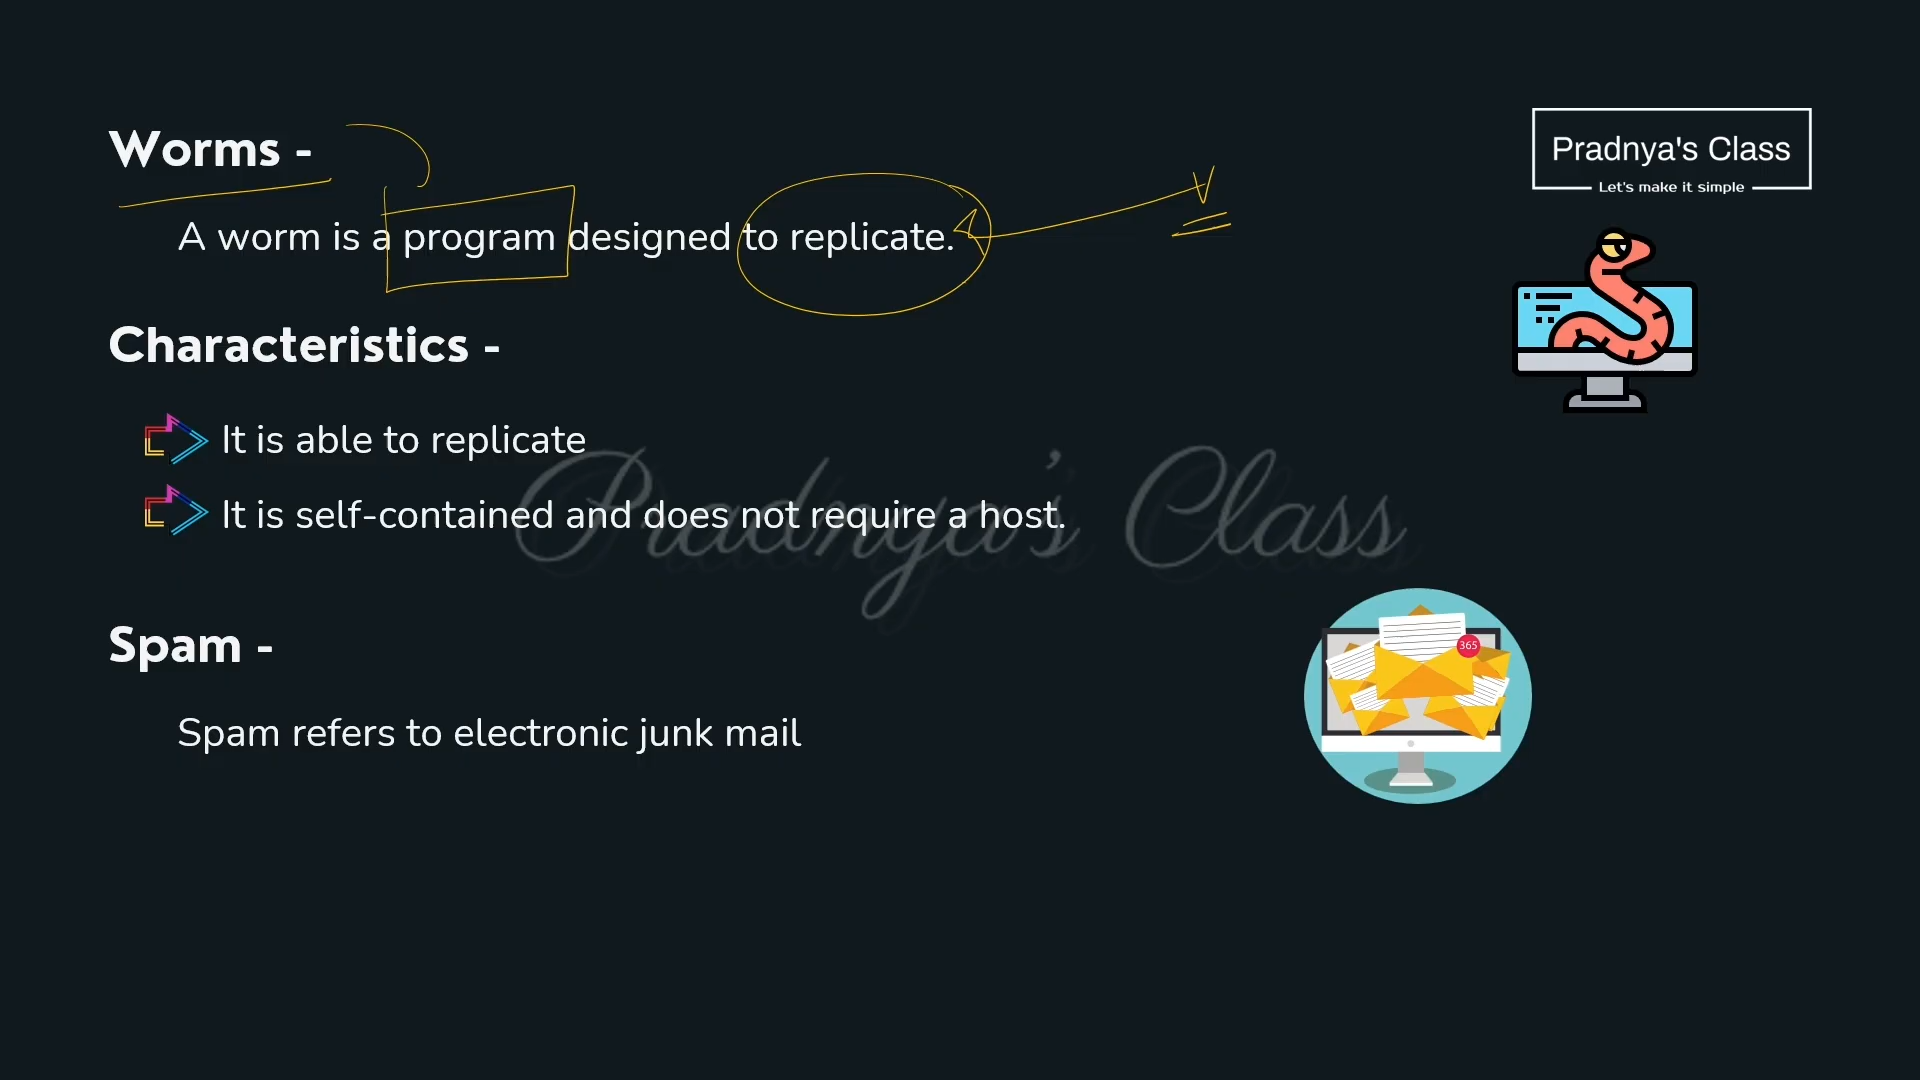 Worms -
Pradnya's Class
Let's make it simple
V
A worm is a program designed to replicate.
Characteristics -
It is able to replicate
It is self-contained and does not require a host.
Pradnya's Class
Spam -
365
Spam refers to electronic junk mail